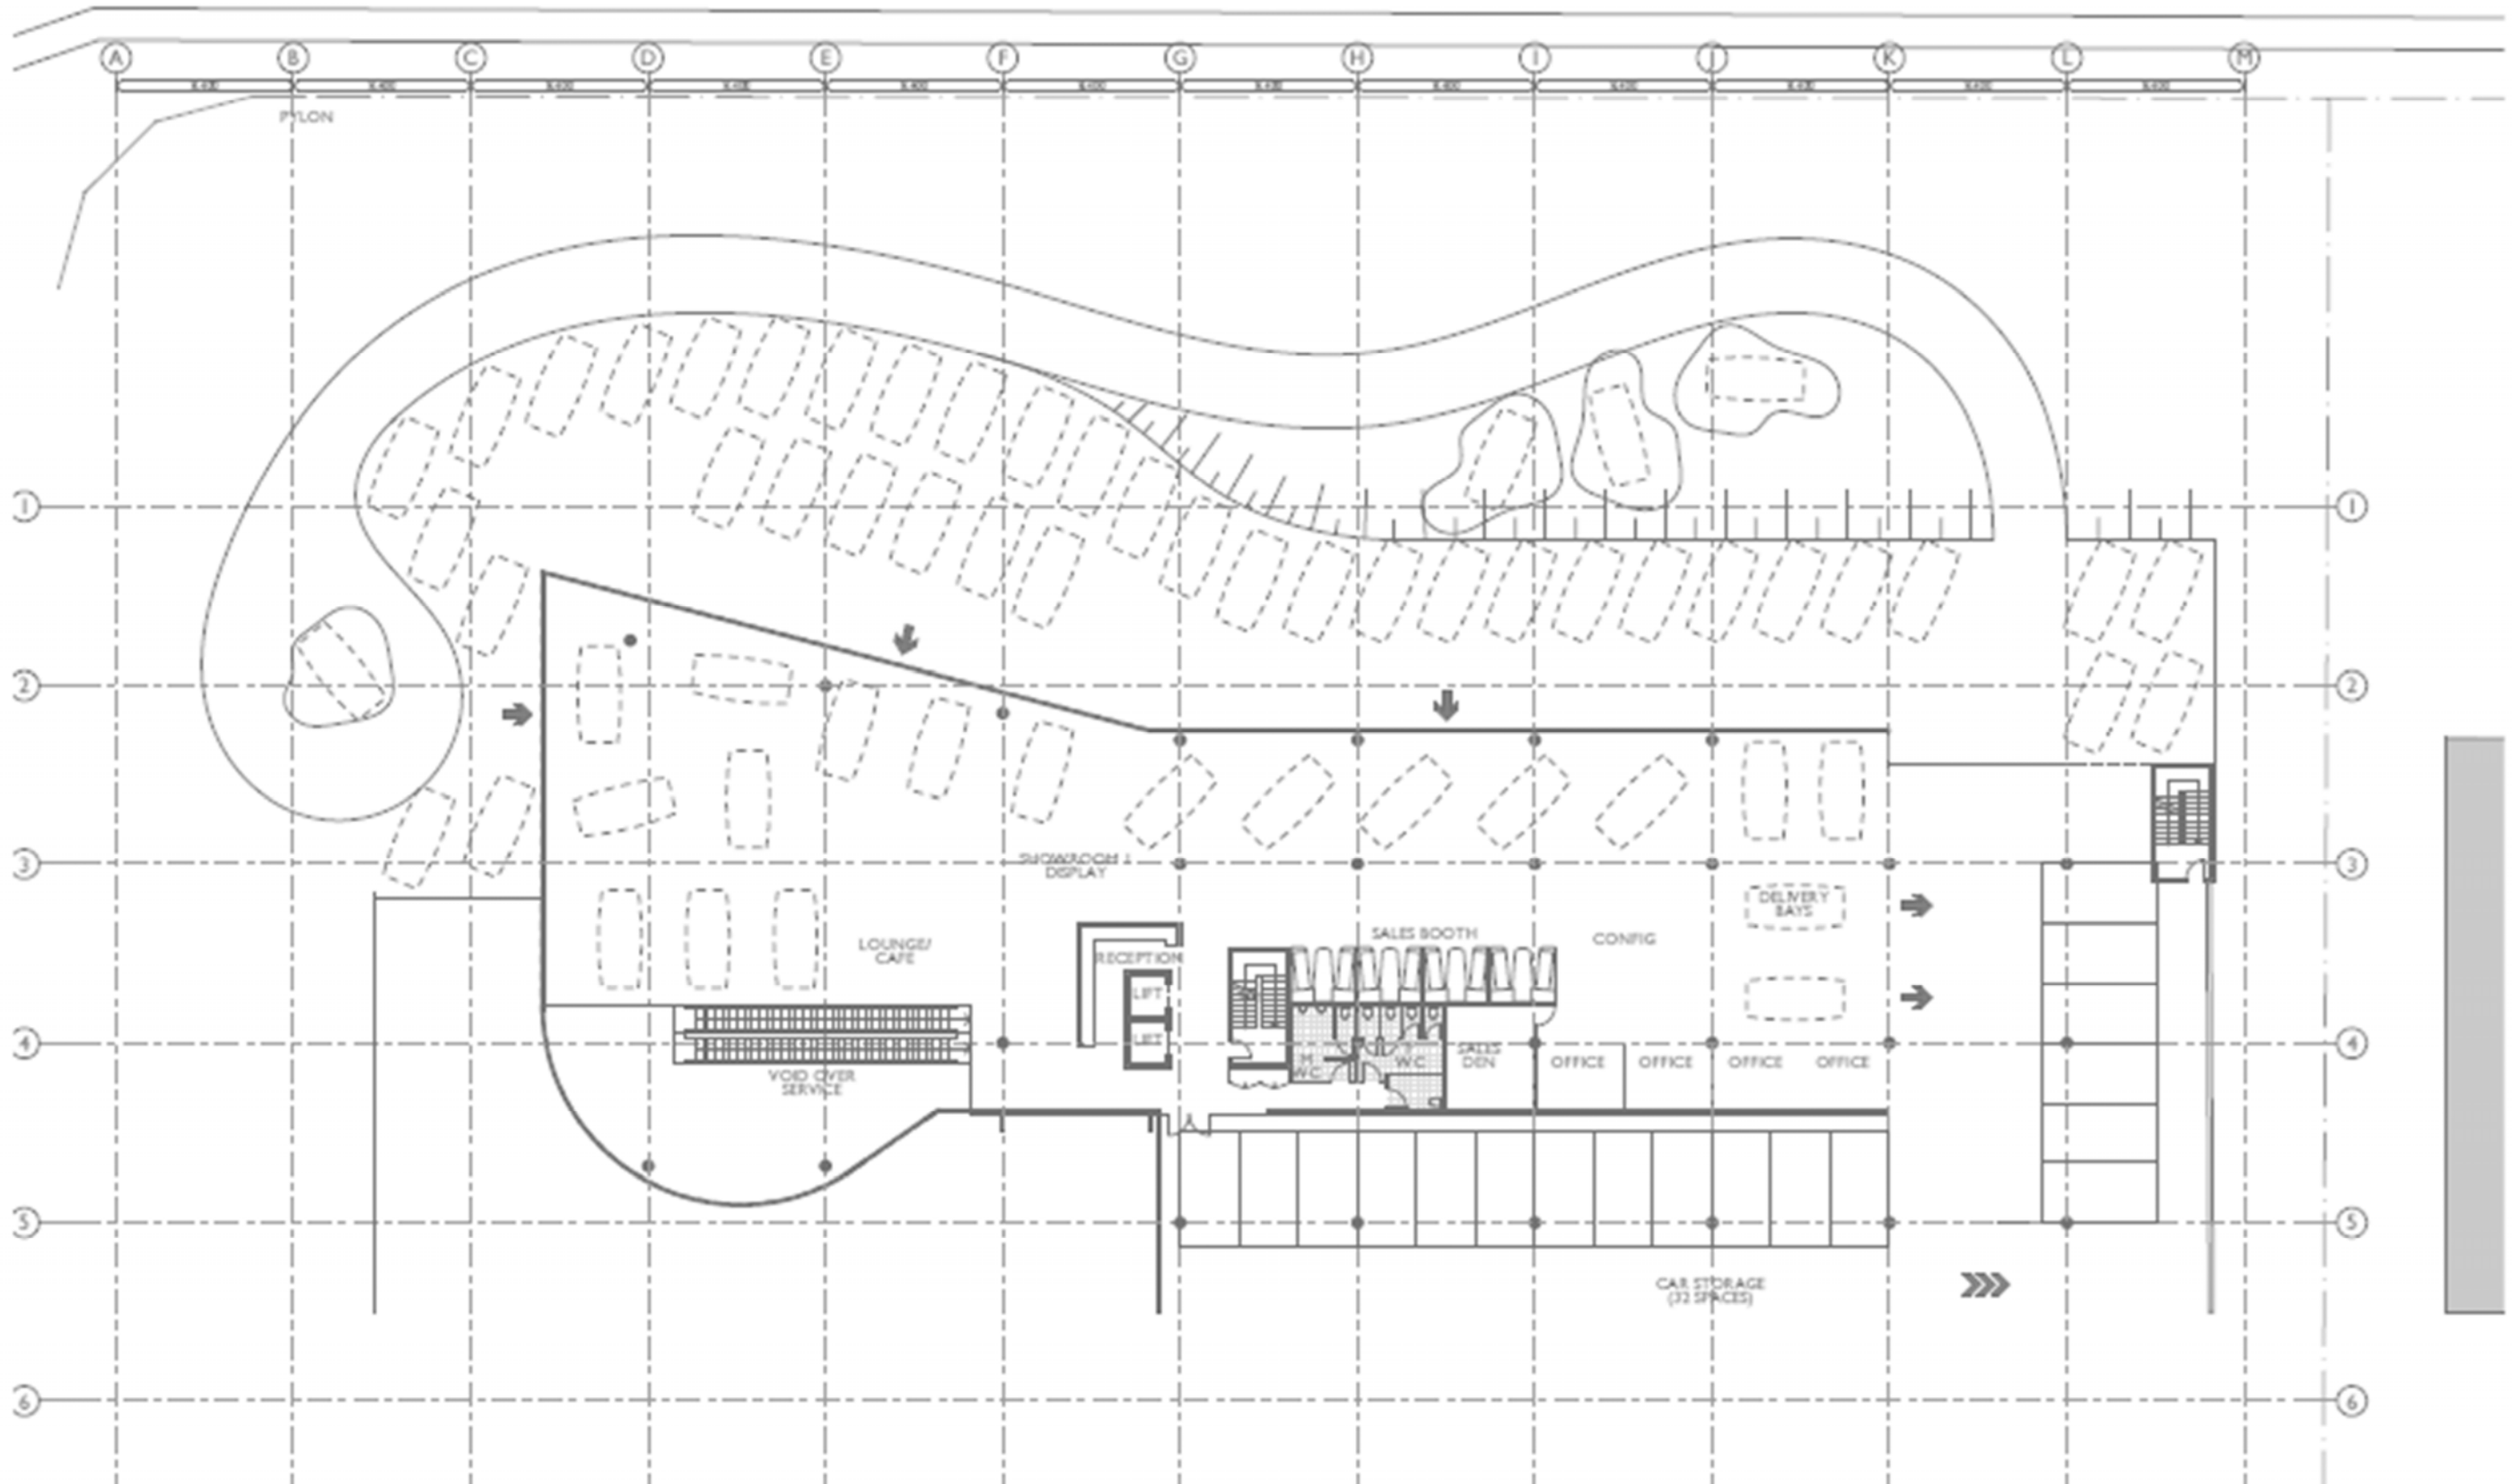 A B C D E F G H I J K L M
PYLON
1 1
2 2
SHOWROOM /
DISPLAY
3 3
DELIVERY
BAYS
LOUNGE/
CAFE
SALES BOOTH
CONFIG
RECEPTION
LIFT
LIFT
4 4
SALES
DEN
OFFICE OFFICE OFFICE OFFICE
M
WC
WC
VOID OVER
SERVICE
5 5
CAR STORAGE
(32 SPACES)
6 6